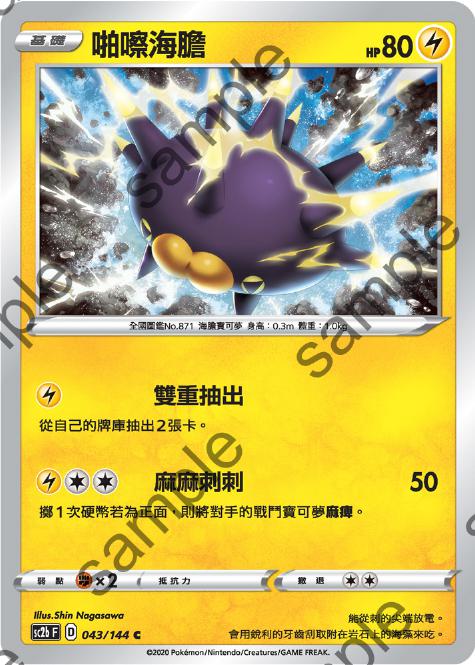 基礎 啪嚓海膽 HP80
全國圖鑑No.871 海膽寶可夢 身高：0.3m 體重：1.0kg
雙重抽出
從自己的牌庫抽出2張卡。
麻麻刺刺 50
擲1次硬幣若為正面，則將對手的戰鬥寶可夢麻痺。
弱點 ×2 抵抗力 撤退
Illus.Shin Nagasawa
sc2b F D 043/144 C
能從刺的尖端放電。
會用銳利的牙齒刮取附在岩石上的海藻來吃。
©2020 Pokémon/Nintendo/Creatures/GAME FREAK.
sample
sample
sample
sample
sample